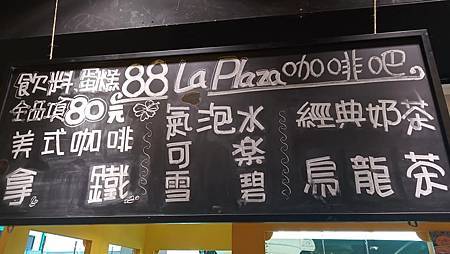 飲料.蛋糕 88 La Plaza 咖啡吧
全品項80元
美式咖啡
拿鐵
氣泡水
可楽
雪碧
經典奶茶
烏龍茶